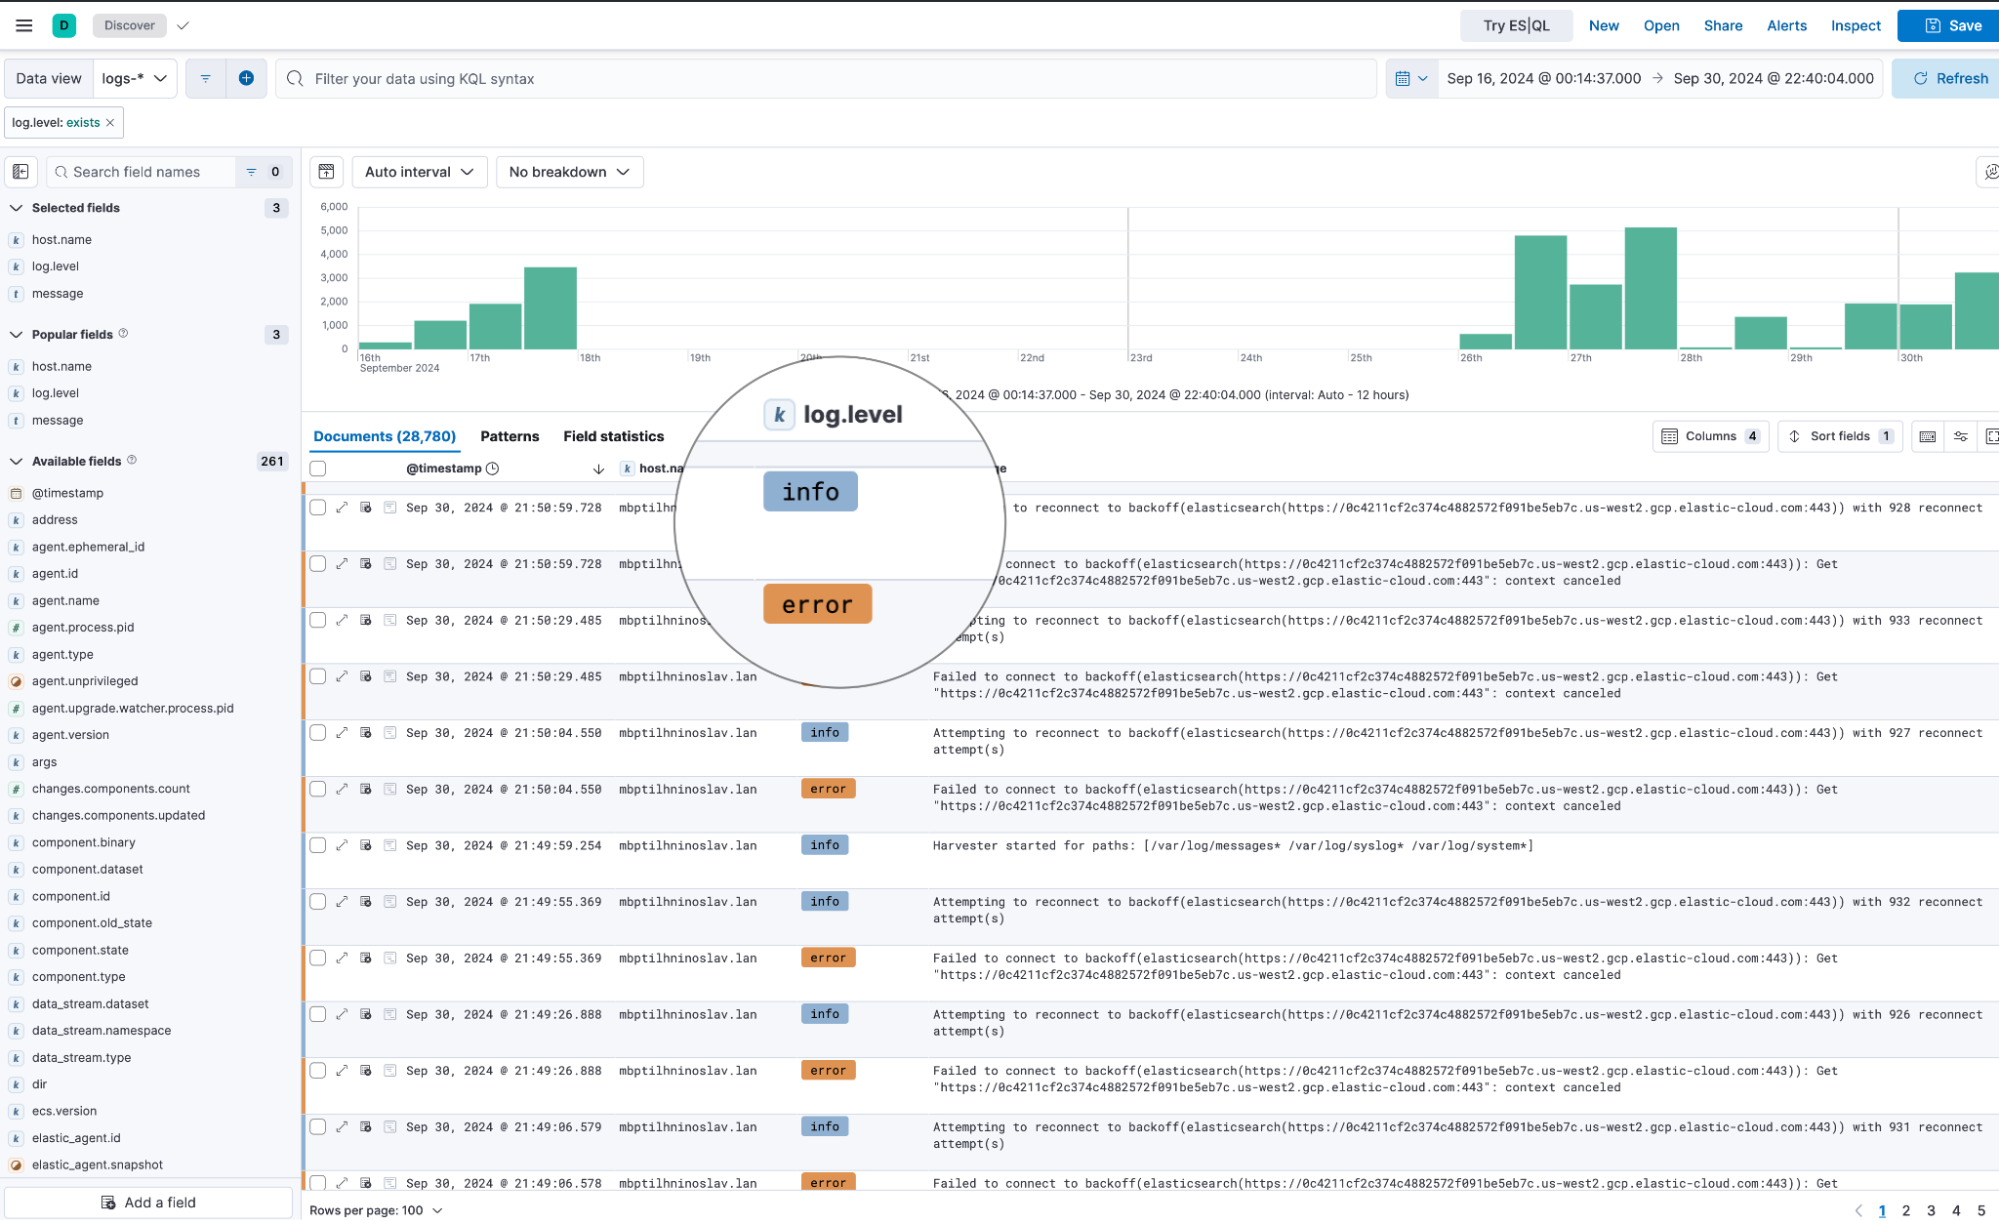 D Discover
Try ES|QL New Open Share Alerts Inspect Save
Data view logs-* Filter your data using KQL syntax Sep 16, 2024 @ 00:14:37.000 → Sep 30, 2024 @ 22:40:04.000 Refresh
log.level: exists ×
Search field names 0
Auto interval No breakdown
Selected fields 3
k host.name
k log.level
t message
Popular fields 3
k host.name
k log.level
t message
Available fields 261
@timestamp
k address
k agent.ephemeral_id
k agent.id
k agent.name
# agent.process.pid
k agent.type
agent.unprivileged
# agent.upgrade.watcher.process.pid
k agent.version
k args
# changes.components.count
k changes.components.updated
k component.binary
k component.dataset
k component.id
k component.old_state
k component.state
k component.type
k data_stream.dataset
k data_stream.namespace
k data_stream.type
k dir
k ecs.version
k elastic_agent.id
elastic_agent.snapshot
Add a field
6,000
5,000
4,000
3,000
2,000
1,000
0
16th 17th 18th 19th 20th 21st 22nd 23rd 24th 25th 26th 27th 28th 29th 30th
September 2024
, 2024 @ 00:14:37.000 - Sep 30, 2024 @ 22:40:04.000 (interval: Auto - 12 hours)
k log.level
info
error
Documents (28,780) Patterns Field statistics
Columns 4 Sort fields 1
@timestamp k host.na
Sep 30, 2024 @ 21:50:59.728 mbptilhn to reconnect to backoff(elasticsearch(https://0c4211cf2c374c4882572f091be5eb7c.us-west2.gcp.elastic-cloud.com:443)) with 928 reconnect
Sep 30, 2024 @ 21:50:59.728 mbptilhn connect to backoff(elasticsearch(https://0c4211cf2c374c4882572f091be5eb7c.us-west2.gcp.elastic-cloud.com:443)): Get
0c4211cf2c374c4882572f091be5eb7c.us-west2.gcp.elastic-cloud.com:443": context canceled
Sep 30, 2024 @ 21:50:29.485 mbptilhninos pting to reconnect to backoff(elasticsearch(https://0c4211cf2c374c4882572f091be5eb7c.us-west2.gcp.elastic-cloud.com:443)) with 933 reconnect
empt(s)
Sep 30, 2024 @ 21:50:29.485 mbptilhninoslav.lan Failed to connect to backoff(elasticsearch(https://0c4211cf2c374c4882572f091be5eb7c.us-west2.gcp.elastic-cloud.com:443)): Get
"https://0c4211cf2c374c4882572f091be5eb7c.us-west2.gcp.elastic-cloud.com:443": context canceled
Sep 30, 2024 @ 21:50:04.550 mbptilhninoslav.lan info Attempting to reconnect to backoff(elasticsearch(https://0c4211cf2c374c4882572f091be5eb7c.us-west2.gcp.elastic-cloud.com:443)) with 927 reconnect
attempt(s)
Sep 30, 2024 @ 21:50:04.550 mbptilhninoslav.lan error Failed to connect to backoff(elasticsearch(https://0c4211cf2c374c4882572f091be5eb7c.us-west2.gcp.elastic-cloud.com:443)): Get
"https://0c4211cf2c374c4882572f091be5eb7c.us-west2.gcp.elastic-cloud.com:443": context canceled
Sep 30, 2024 @ 21:49:59.254 mbptilhninoslav.lan info Harvester started for paths: [/var/log/messages* /var/log/syslog* /var/log/system*]
Sep 30, 2024 @ 21:49:55.369 mbptilhninoslav.lan info Attempting to reconnect to backoff(elasticsearch(https://0c4211cf2c374c4882572f091be5eb7c.us-west2.gcp.elastic-cloud.com:443)) with 932 reconnect
attempt(s)
Sep 30, 2024 @ 21:49:55.369 mbptilhninoslav.lan error Failed to connect to backoff(elasticsearch(https://0c4211cf2c374c4882572f091be5eb7c.us-west2.gcp.elastic-cloud.com:443)): Get
"https://0c4211cf2c374c4882572f091be5eb7c.us-west2.gcp.elastic-cloud.com:443": context canceled
Sep 30, 2024 @ 21:49:26.888 mbptilhninoslav.lan info Attempting to reconnect to backoff(elasticsearch(https://0c4211cf2c374c4882572f091be5eb7c.us-west2.gcp.elastic-cloud.com:443)) with 926 reconnect
attempt(s)
Sep 30, 2024 @ 21:49:26.888 mbptilhninoslav.lan error Failed to connect to backoff(elasticsearch(https://0c4211cf2c374c4882572f091be5eb7c.us-west2.gcp.elastic-cloud.com:443)): Get
"https://0c4211cf2c374c4882572f091be5eb7c.us-west2.gcp.elastic-cloud.com:443": context canceled
Sep 30, 2024 @ 21:49:06.579 mbptilhninoslav.lan info Attempting to reconnect to backoff(elasticsearch(https://0c4211cf2c374c4882572f091be5eb7c.us-west2.gcp.elastic-cloud.com:443)) with 931 reconnect
attempt(s)
Sep 30, 2024 @ 21:49:06.578 mbptilhninoslav.lan error Failed to connect to backoff(elasticsearch(https://0c4211cf2c374c4882572f091be5eb7c.us-west2.gcp.elastic-cloud.com:443)): Get
Rows per page: 100 1 2 3 4 5